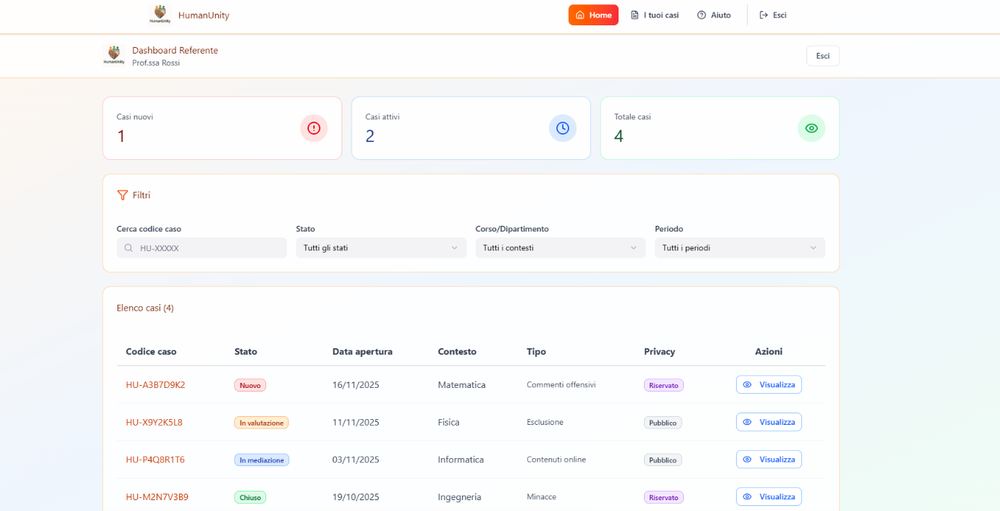 HumanUnity HumanUnity Home I tuoi casi Aiuto Esci
Dashboard Referente
HumanUnity Prof.ssa Rossi Esci
Casi nuovi Casi attivi Totale casi
1 2 4
Filtri
Cerca codice caso Stato Corso/Dipartimento Periodo
HU-XXXXX Tutti gli stati Tutti i contesti Tutti i periodi
Elenco casi (4)
Codice caso Stato Data apertura Contesto Tipo Privacy Azioni
HU-A3B7D9K2 Nuovo 16/11/2025 Matematica Commenti offensivi Riservato Visualizza
HU-X9Y2K5L8 In valutazione 11/11/2025 Fisica Esclusione Pubblico Visualizza
HU-P4Q8R1T6 In mediazione 03/11/2025 Informatica Contenuti online Pubblico Visualizza
HU-M2N7V3B9 Chiuso 19/10/2025 Ingegneria Minacce Riservato Visualizza